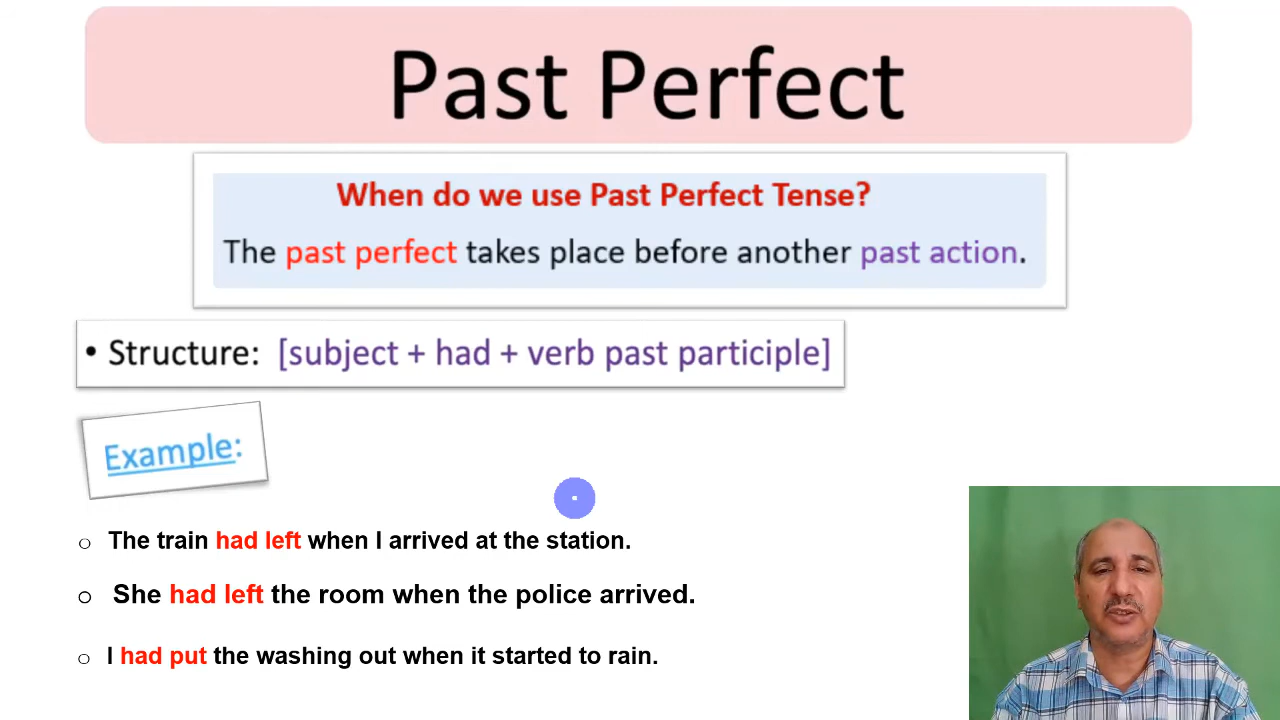 Past Perfect
When do we use Past Perfect Tense?
The past perfect takes place before another past action.
• Structure: [subject + had + verb past participle]
Example:
o The train had left when I arrived at the station.
o She had left the room when the police arrived.
o I had put the washing out when it started to rain.